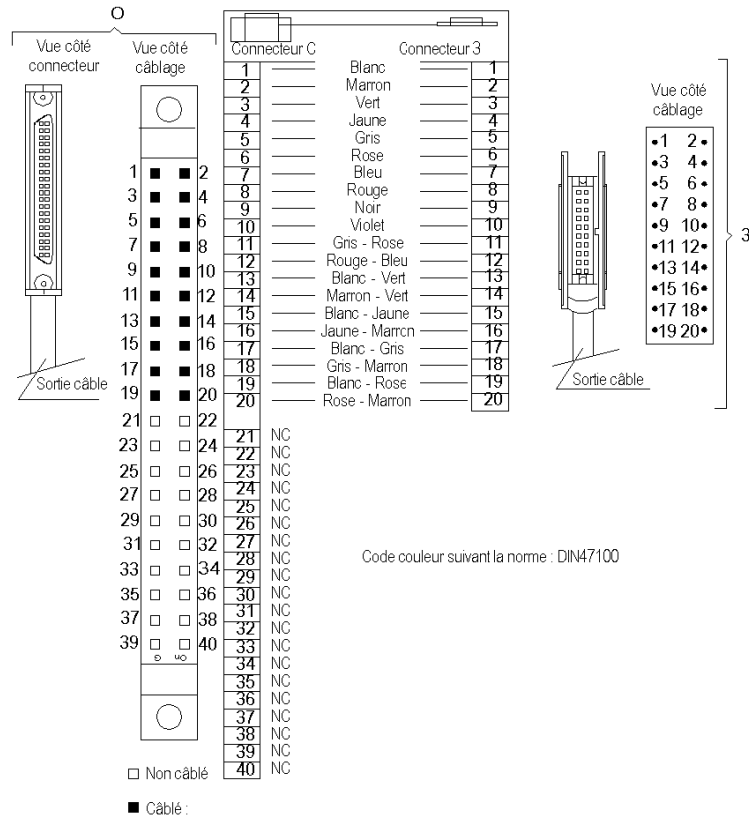 O
Vue côté
connecteur
Vue côté
câblage
Connecteur C
Connecteur 3
1 Blanc 1
2 Marron 2
3 Vert 3
4 Jaune 4
5 Gris 5
6 Rose 6
7 Bleu 7
8 Rouge 8
9 Noir 9
10 Violet 10
11 Gris - Rose 11
12 Rouge - Bleu 12
13 Blanc - Vert 13
14 Marron - Vert 14
15 Blanc - Jaune 15
16 Jaune - Marrcn 16
17 Blanc - Gris 17
18 Gris - Marron 18
19 Blanc - Rose 19
20 Rose - Marron 20
21 NC
22 NC
23 NC
24 NC
25 NC
26 NC
27 NC
28 NC
29 NC
30 NC
31 NC
32 NC
33 NC
34 NC
35 NC
36 NC
37 NC
38 NC
39 NC
40 NC
1 2
3 4
5 6
7 8
9 10
11 12
13 14
15 16
17 18
19 20
21 22
23 24
25 26
27 28
29 30
31 32
33 34
35 36
37 38
39 40
Sortie câble
Non câblé
Câblé :
Code couleur suivant la norme : DIN47100
Sortie câble
Vue côté
câblage
1 2
3 4
5 6
7 8
9 10
11 12
13 14
15 16
17 18
19 20
3